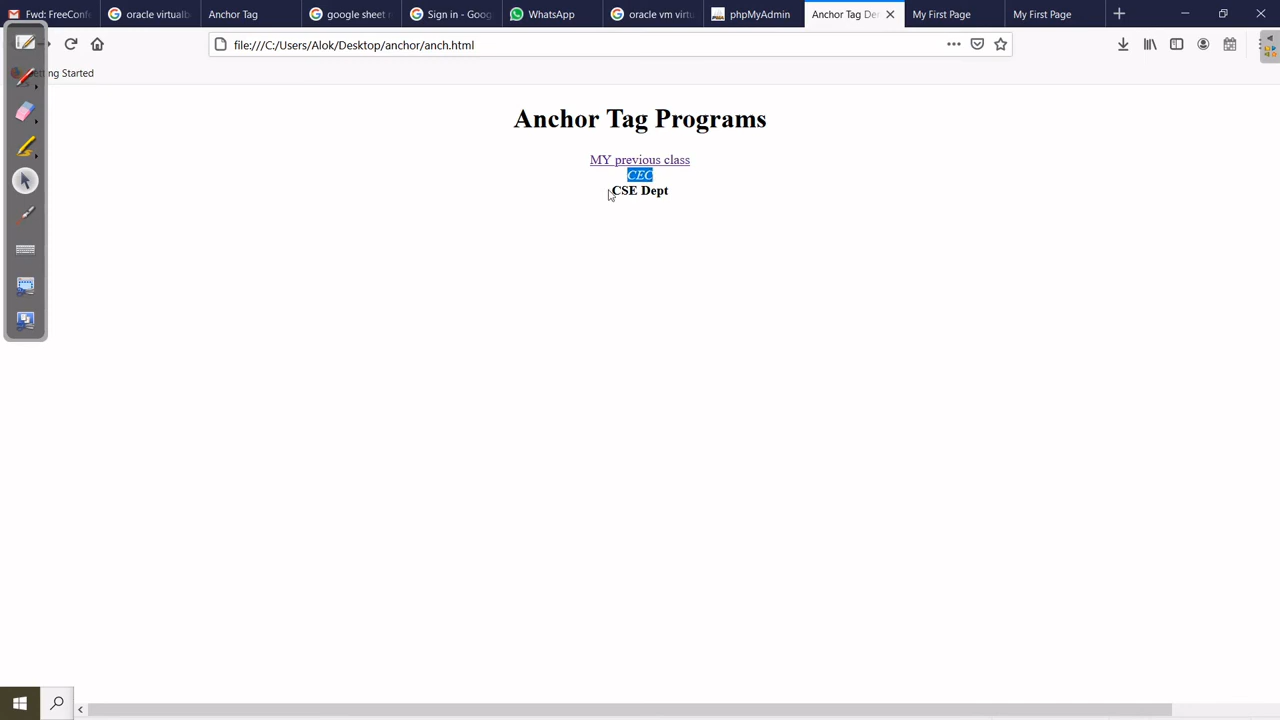 Fwd: FreeConf
oracle virtualb
Anchor Tag
google sheet e
Sign in - Goog
WhatsApp
oracle vm virtu
phpMyAdmin
Anchor Tag De
My First Page
My First Page
file:///C:/Users/Alok/Desktop/anchor/anch.html
etting Started
Anchor Tag Programs
MY previous class
CEC
CSE Dept